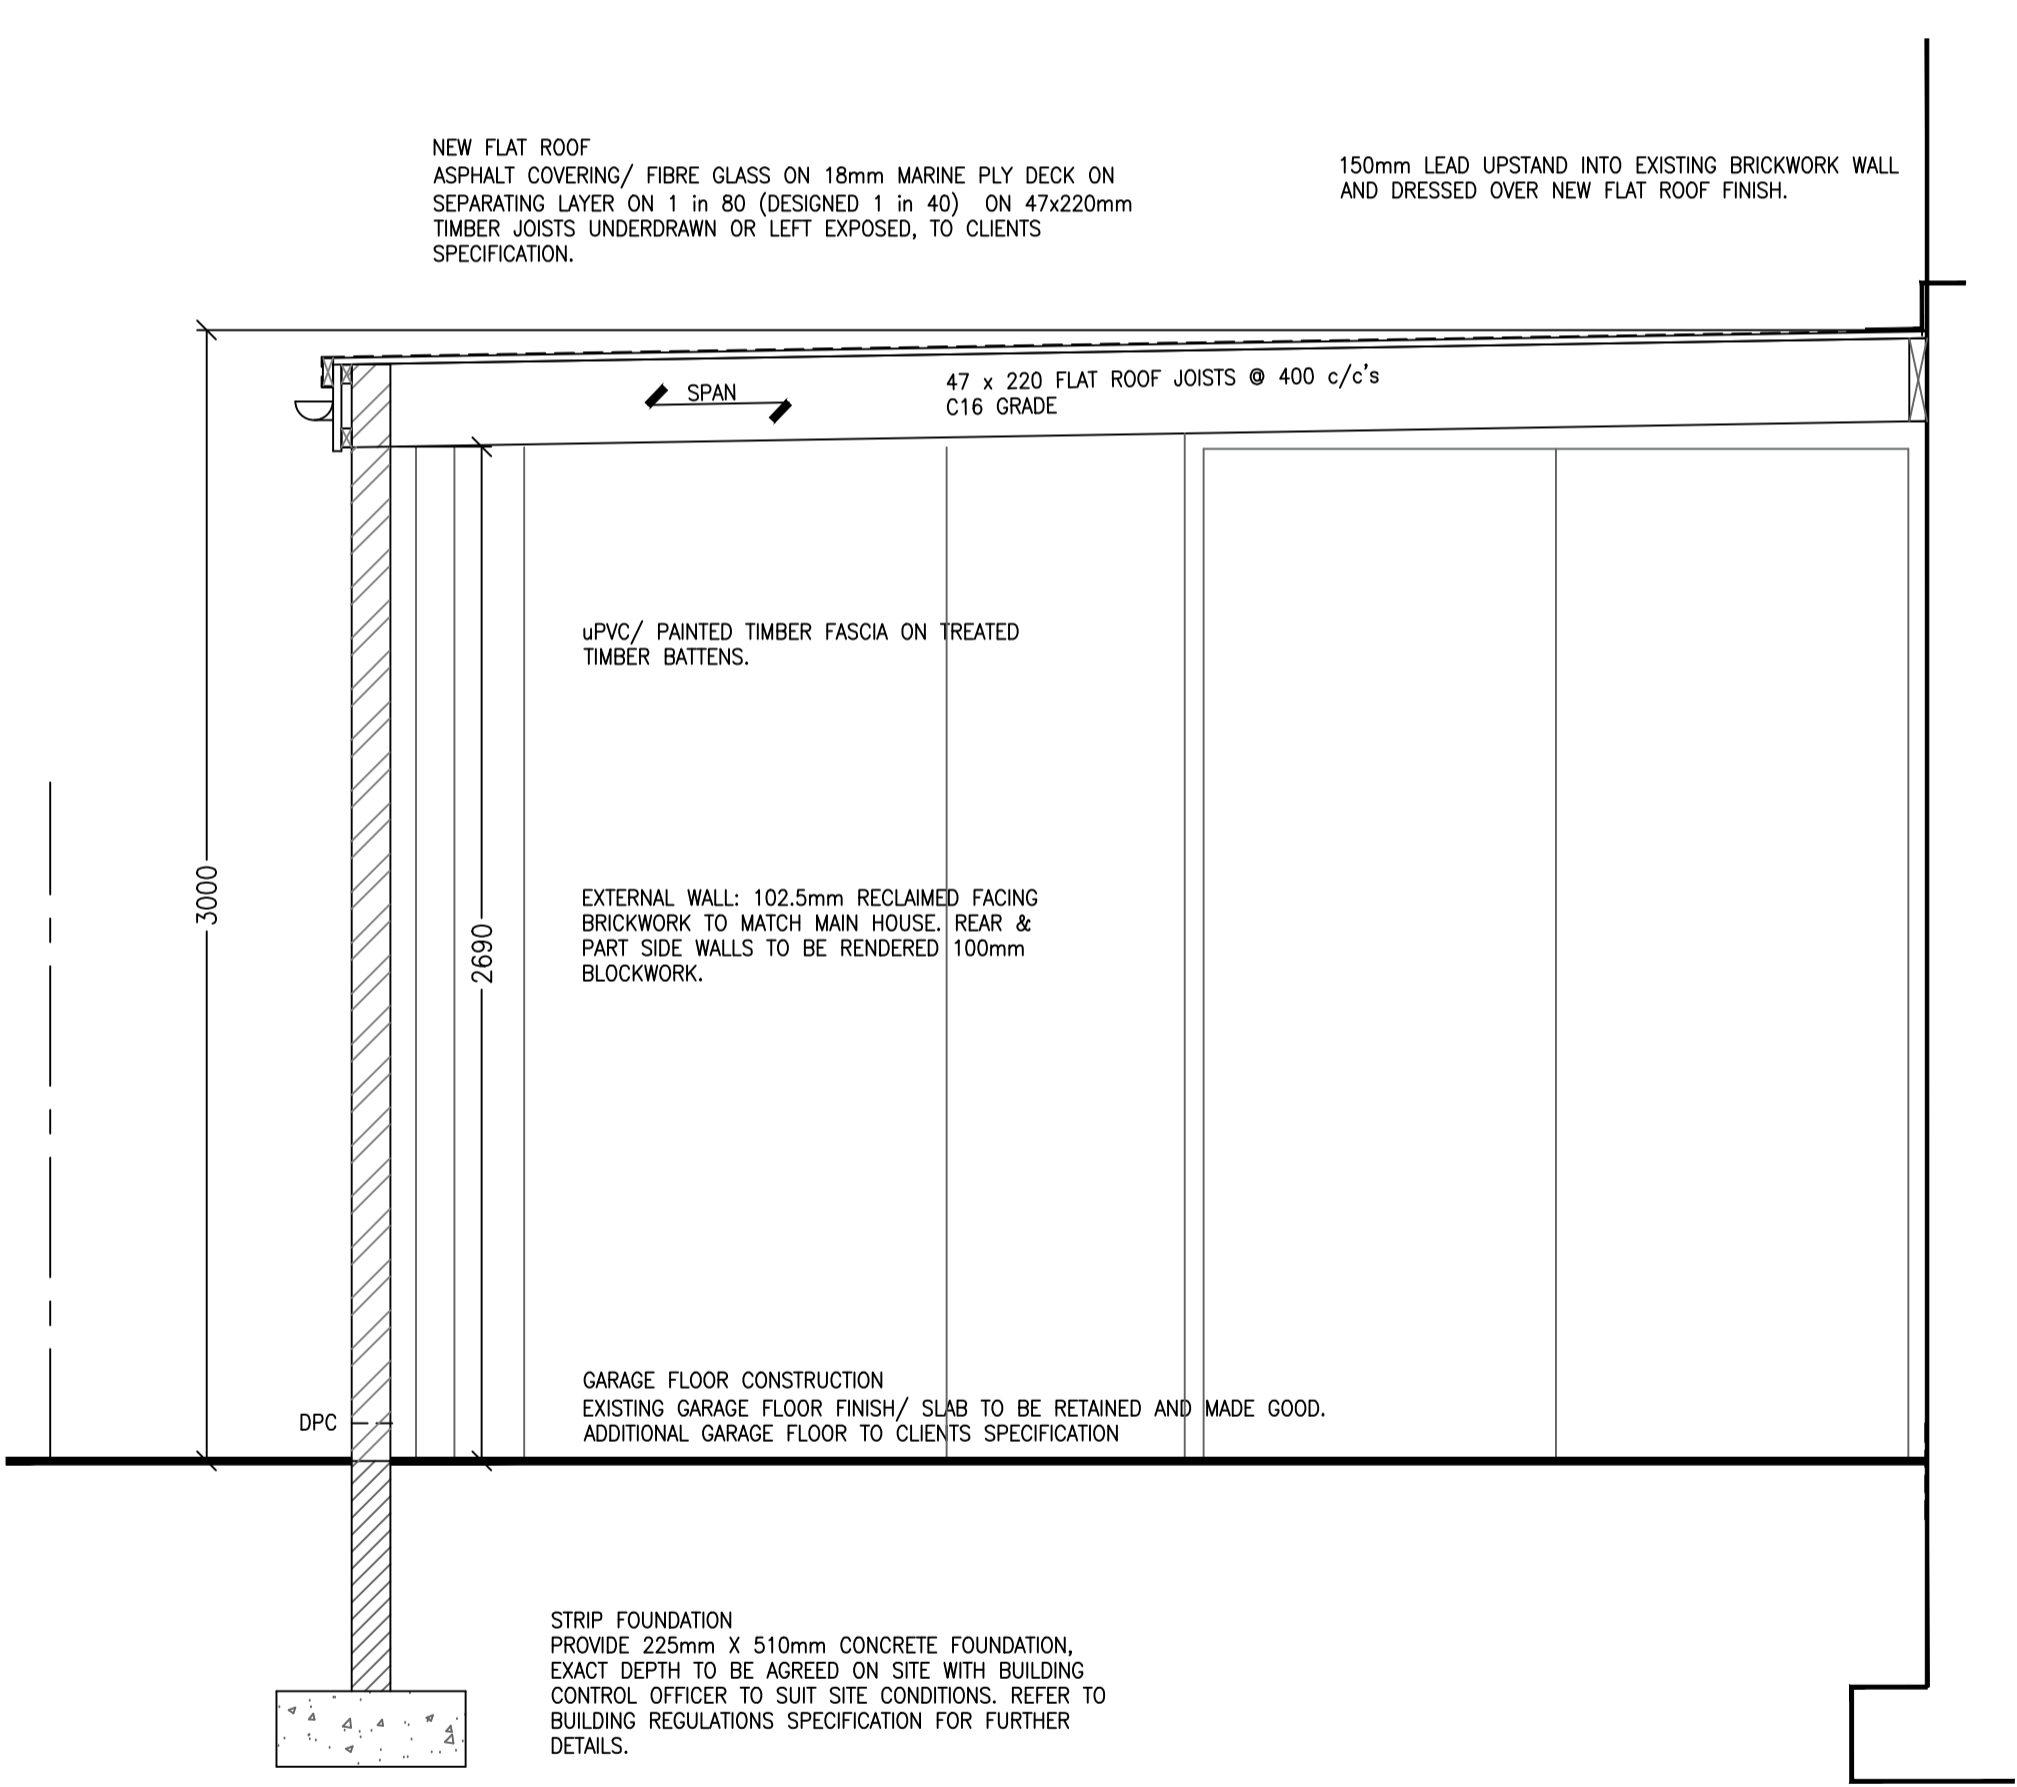 NEW FLAT ROOF
ASPHALT COVERING/ FIBRE GLASS ON 18mm MARINE PLY DECK ON
SEPARATING LAYER ON 1 in 80 (DESIGNED 1 in 40) ON 47x220mm
TIMBER JOISTS UNDERDRAWN OR LEFT EXPOSED, TO CLIENTS
SPECIFICATION.
150mm LEAD UPSTAND INTO EXISTING BRICKWORK WALL
AND DRESSED OVER NEW FLAT ROOF FINISH.
SPAN
47 x 220 FLAT ROOF JOISTS @ 400 c/c's
C16 GRADE
uPVC/ PAINTED TIMBER FASCIA ON TREATED
TIMBER BATTENS.
3000
2690
EXTERNAL WALL: 102.5mm RECLAIMED FACING
BRICKWORK TO MATCH MAIN HOUSE. REAR &
PART SIDE WALLS TO BE RENDERED 100mm
BLOCKWORK.
GARAGE FLOOR CONSTRUCTION
EXISTING GARAGE FLOOR FINISH/ SLAB TO BE RETAINED AND MADE GOOD.
ADDITIONAL GARAGE FLOOR TO CLIENTS SPECIFICATION
DPC
STRIP FOUNDATION
PROVIDE 225mm X 510mm CONCRETE FOUNDATION,
EXACT DEPTH TO BE AGREED ON SITE WITH BUILDING
CONTROL OFFICER TO SUIT SITE CONDITIONS. REFER TO
BUILDING REGULATIONS SPECIFICATION FOR FURTHER
DETAILS.